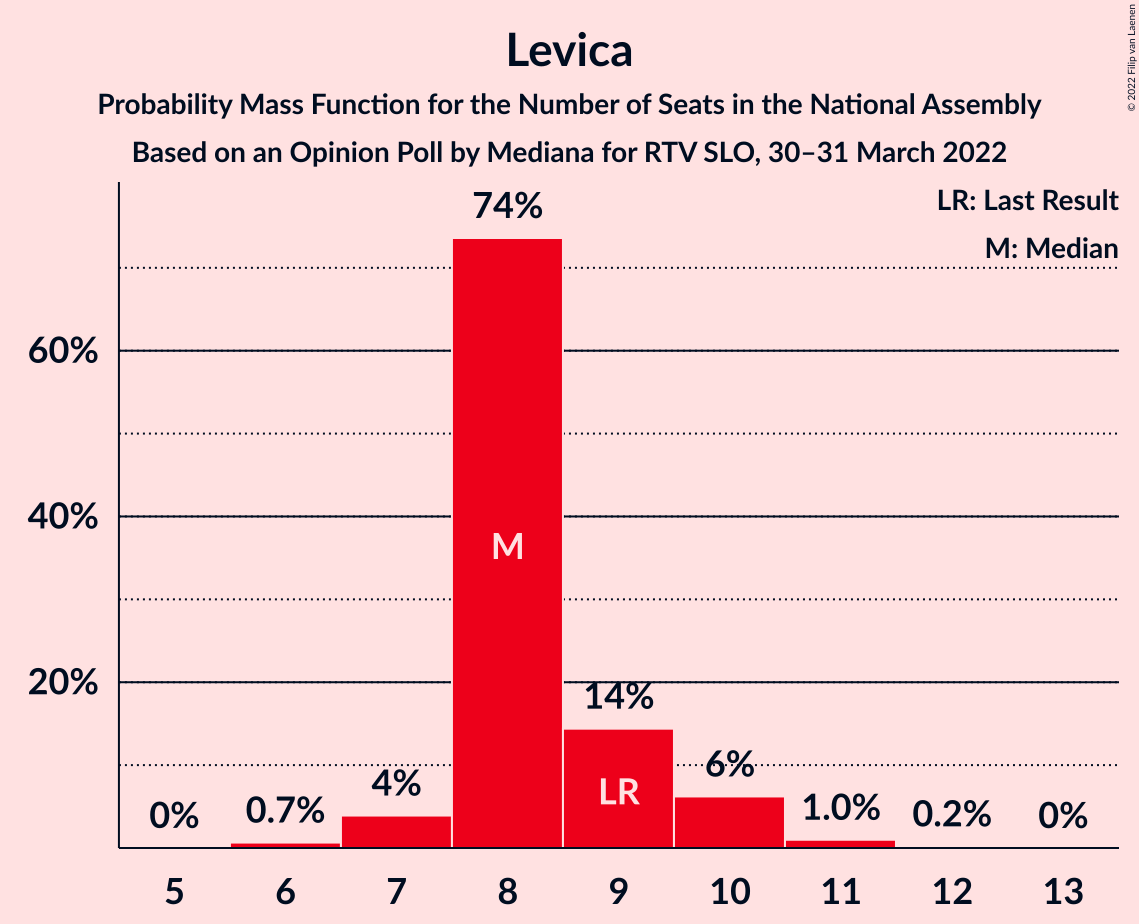 Levica
Probability Mass Function for the Number of Seats in the National Assembly
Based on an Opinion Poll by Mediana for RTV SLO, 30–31 March 2022
© 2022 Filip van Laenen
LR: Last Result
M: Median
60%
40%
20%
0%
0.7%
4%
74%
14%
6%
1.0%
0.2%
0%
M
LR
5
6
7
8
9
10
11
12
13